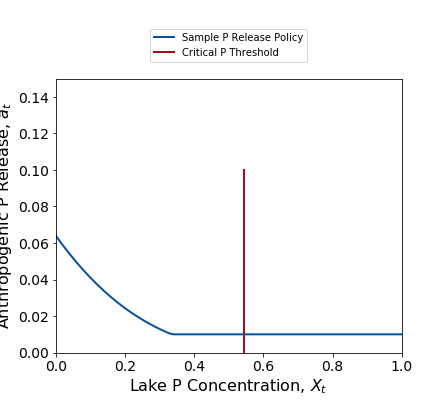 Sample P Release Policy
Critical P Threshold
0.14
0.12
0.10
0.08
0.06
0.04
0.02
0.00
Anthropogenic P Release, a_t
0.0 0.2 0.4 0.6 0.8 1.0
Lake P Concentration, X_t